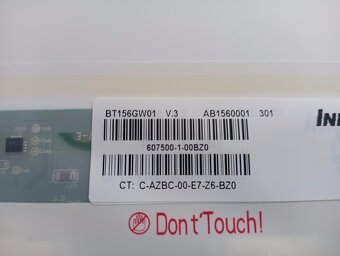 BT156GW01 V.3 AB1560001 301
607500-1-00BZ0
CT: C-AZBC-00-E7-Z6-BZ0
Don't Touch!